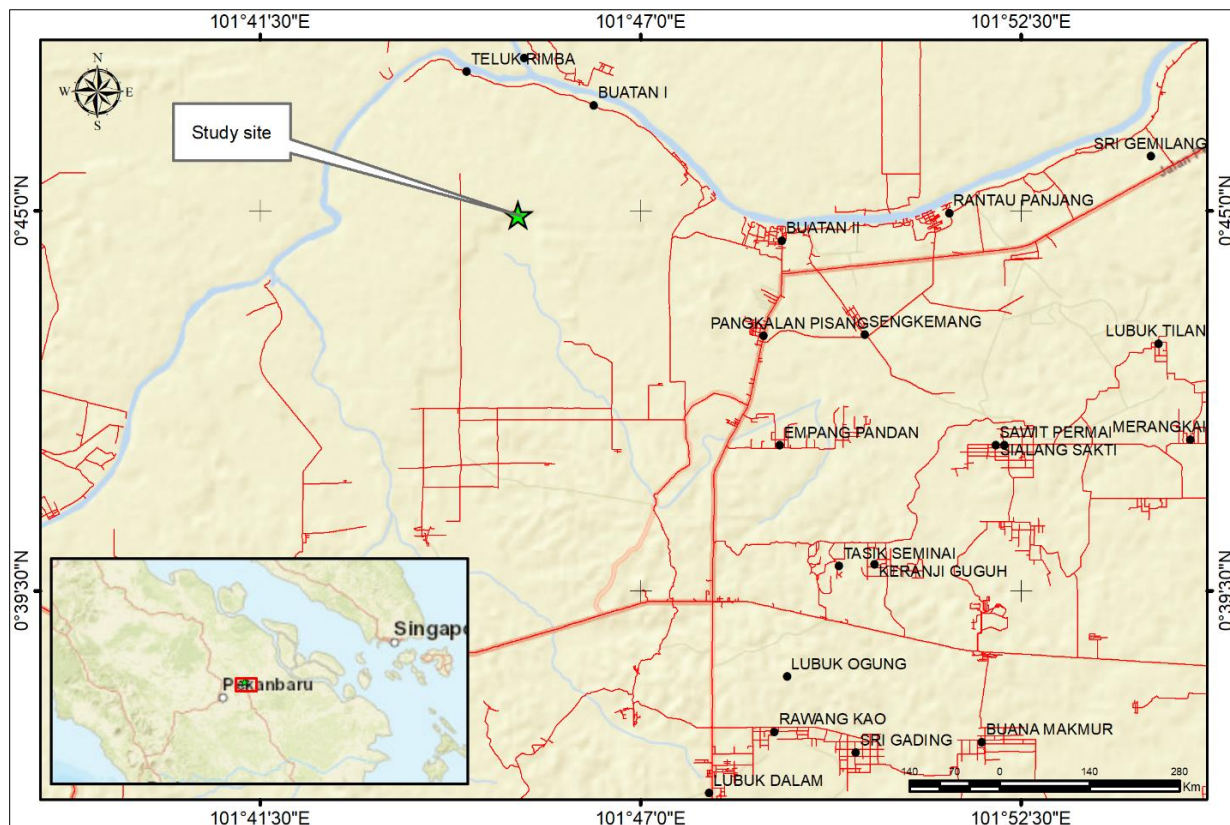 101°41'30"E 101°47'0"E 101°52'30"E
N
W E
S
TELUK RIMBA
BUATAN I
Study site
SRI GEMILANG
0°45'0"N
0°45'0"N
RANTAU PANJANG
BUATAN II
PANGKALAN PISANG
SENGKEMANG
LUBUK TILAN
EMPANG PANDAN
SAWIT PERMAI
MERANGKAI
SIALANG SAKTI
TASIK SEMINAI
KERANJI GUGUH
0°39'30"N
0°39'30"N
Singap
Pekanbaru
LUBUK OGUNG
RAWANG KAO
SRI GADING
BUANA MAKMUR
LUBUK DALAM
140 70 0 140 280
Km
101°41'30"E 101°47'0"E 101°52'30"E